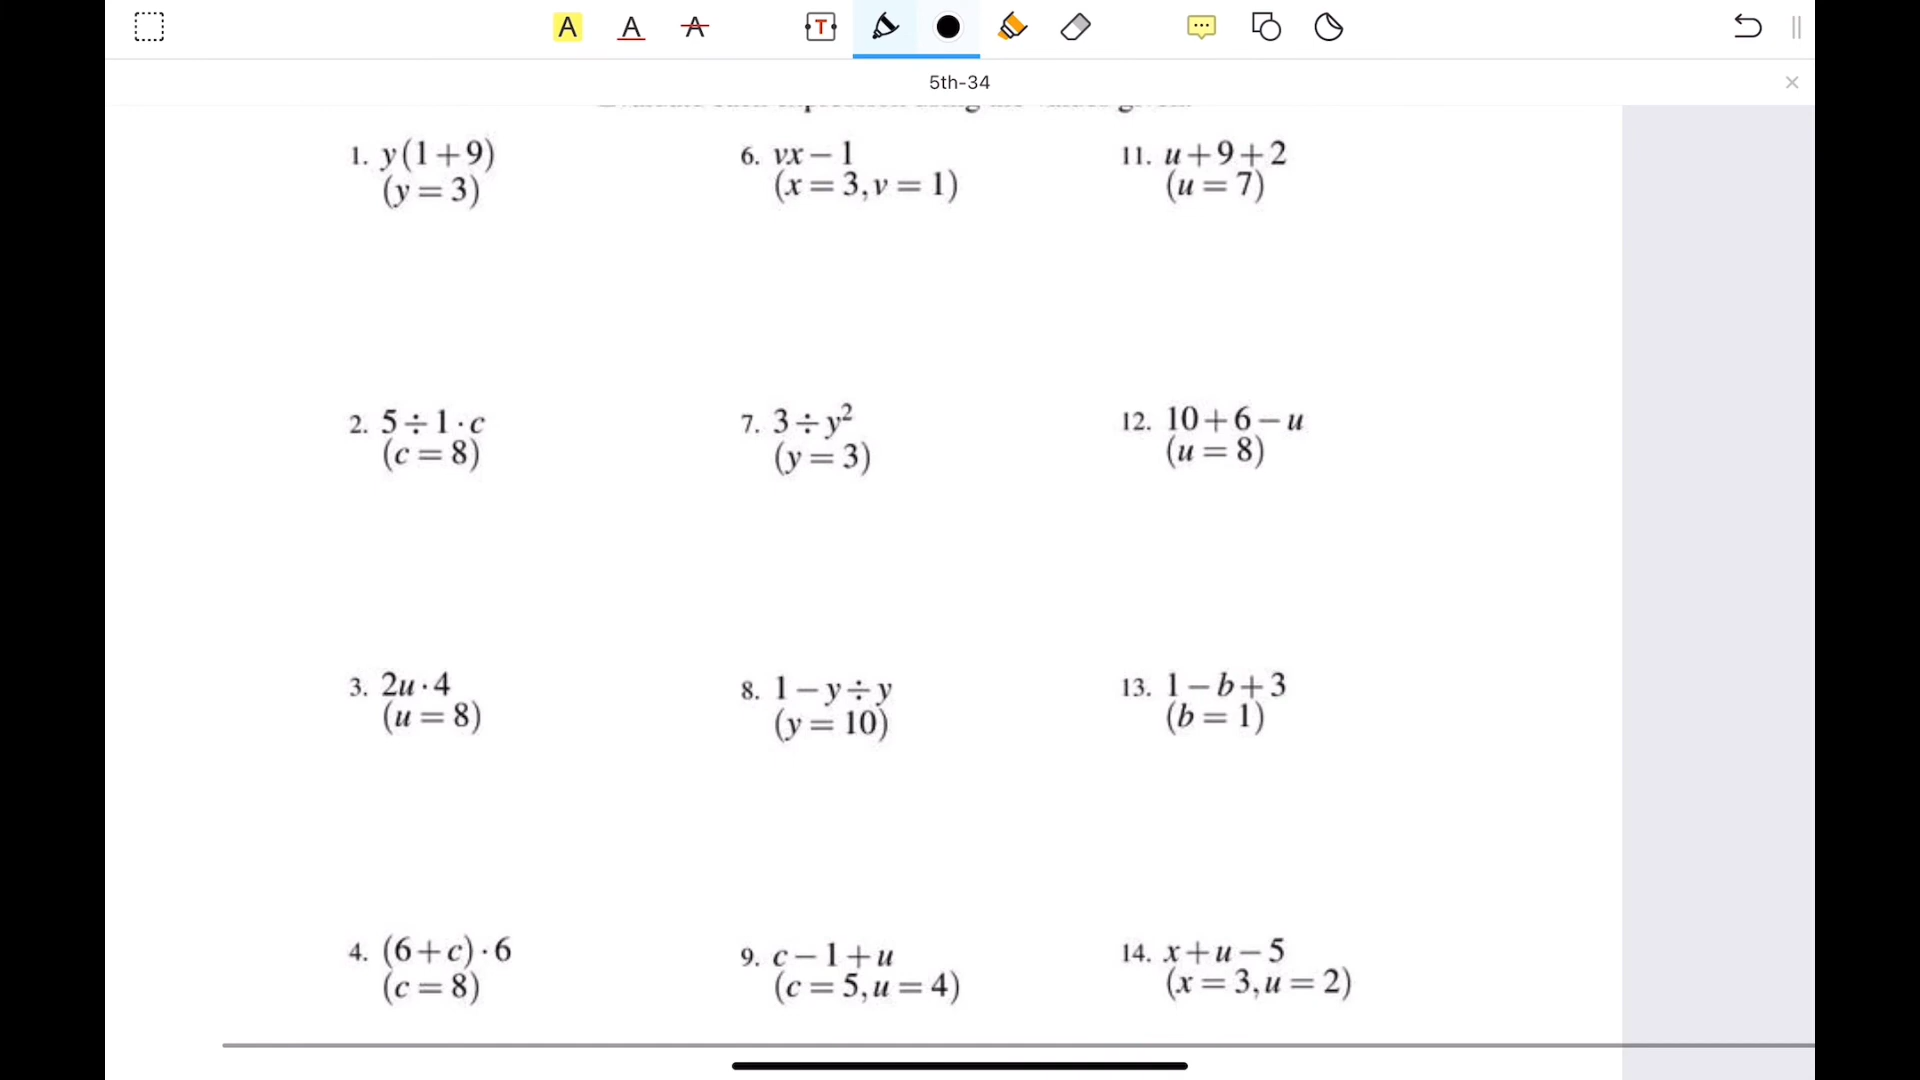 5th-34
1. y(1+9)
(y = 3)
6. vx − 1
(x = 3, v = 1)
11. u+9+2
(u = 7)
2. 5÷1·c
(c = 8)
7. 3÷y²
(y = 3)
12. 10+6−u
(u = 8)
3. 2u·4
(u = 8)
8. 1−y÷y
(y = 10)
13. 1−b+3
(b = 1)
4. (6+c)·6
(c = 8)
9. c−1+u
(c = 5, u = 4)
14. x+u−5
(x = 3, u = 2)